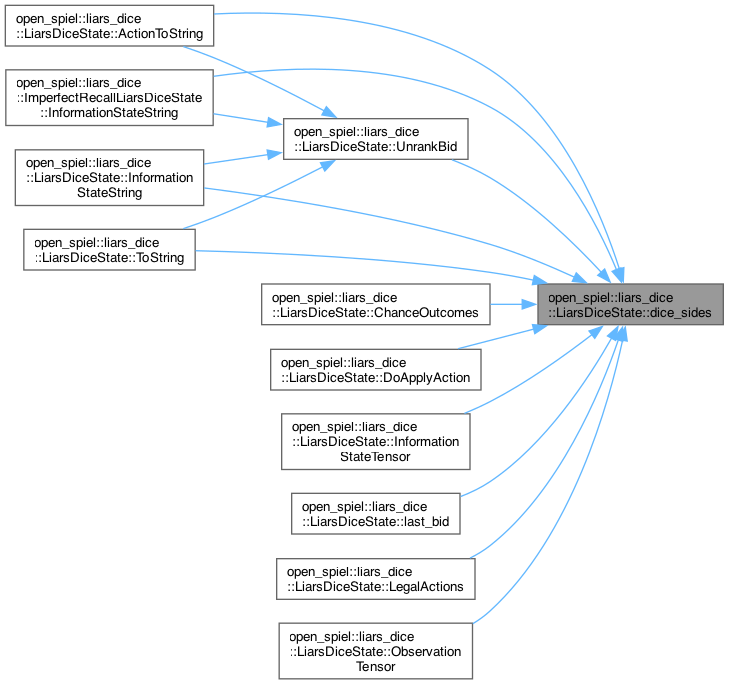 open_spiel::liars_dice
::LiarsDiceState::ActionToString
open_spiel::liars_dice
::ImperfectRecallLiarsDiceState
::InformationStateString
open_spiel::liars_dice
::LiarsDiceState::UnrankBid
open_spiel::liars_dice
::LiarsDiceState::Information
StateString
open_spiel::liars_dice
::LiarsDiceState::ToString
open_spiel::liars_dice
::LiarsDiceState::ChanceOutcomes
open_spiel::liars_dice
::LiarsDiceState::dice_sides
open_spiel::liars_dice
::LiarsDiceState::DoApplyAction
open_spiel::liars_dice
::LiarsDiceState::Information
StateTensor
open_spiel::liars_dice
::LiarsDiceState::last_bid
open_spiel::liars_dice
::LiarsDiceState::LegalActions
open_spiel::liars_dice
::LiarsDiceState::Observation
Tensor